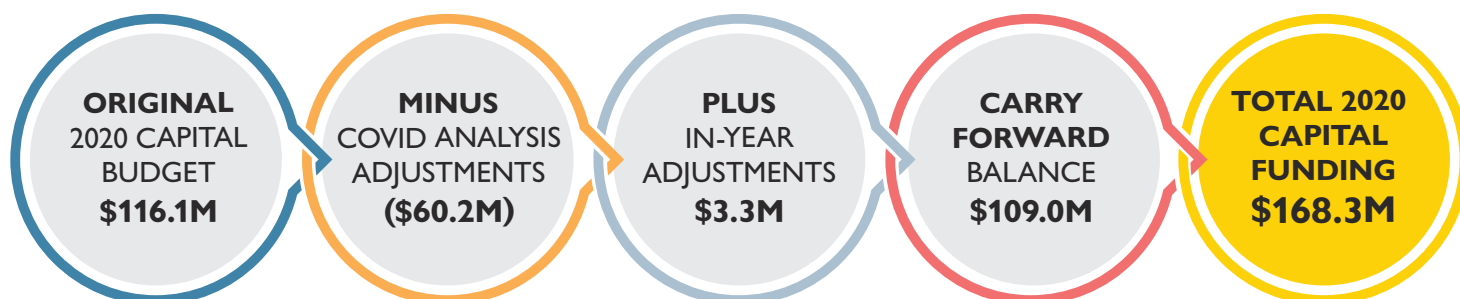 ORIGINAL
2020 CAPITAL
BUDGET
$116.1M
MINUS
COVID ANALYSIS
ADJUSTMENTS
($60.2M)
PLUS
IN-YEAR
ADJUSTMENTS
$3.3M
CARRY
FORWARD
BALANCE
$109.0M
TOTAL 2020
CAPITAL
FUNDING
$168.3M